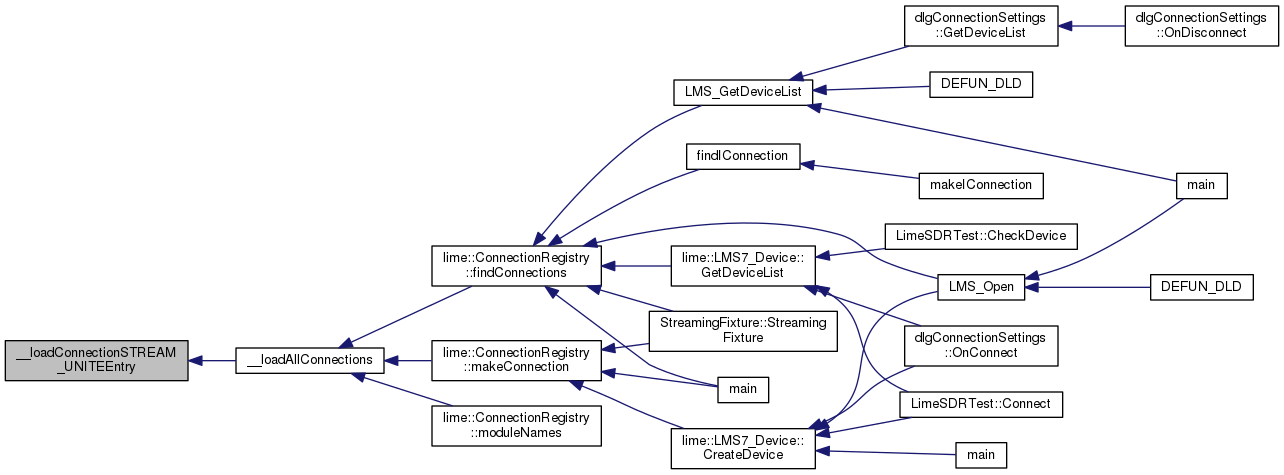 dlgConnectionSettings
::GetDeviceList
dlgConnectionSettings
::OnDisconnect
LMS_GetDeviceList
DEFUN_DLD
findIConnection
makeIConnection
main
LimeSDRTest::CheckDevice
lime::ConnectionRegistry
::findConnections
lime::LMS7_Device::
GetDeviceList
LMS_Open
DEFUN_DLD
StreamingFixture::Streaming
Fixture
dlgConnectionSettings
::OnConnect
__loadConnectionSTREAM
_UNITEEntry
__loadAllConnections
lime::ConnectionRegistry
::makeConnection
main
LimeSDRTest::Connect
lime::ConnectionRegistry
::moduleNames
lime::LMS7_Device::
CreateDevice
main